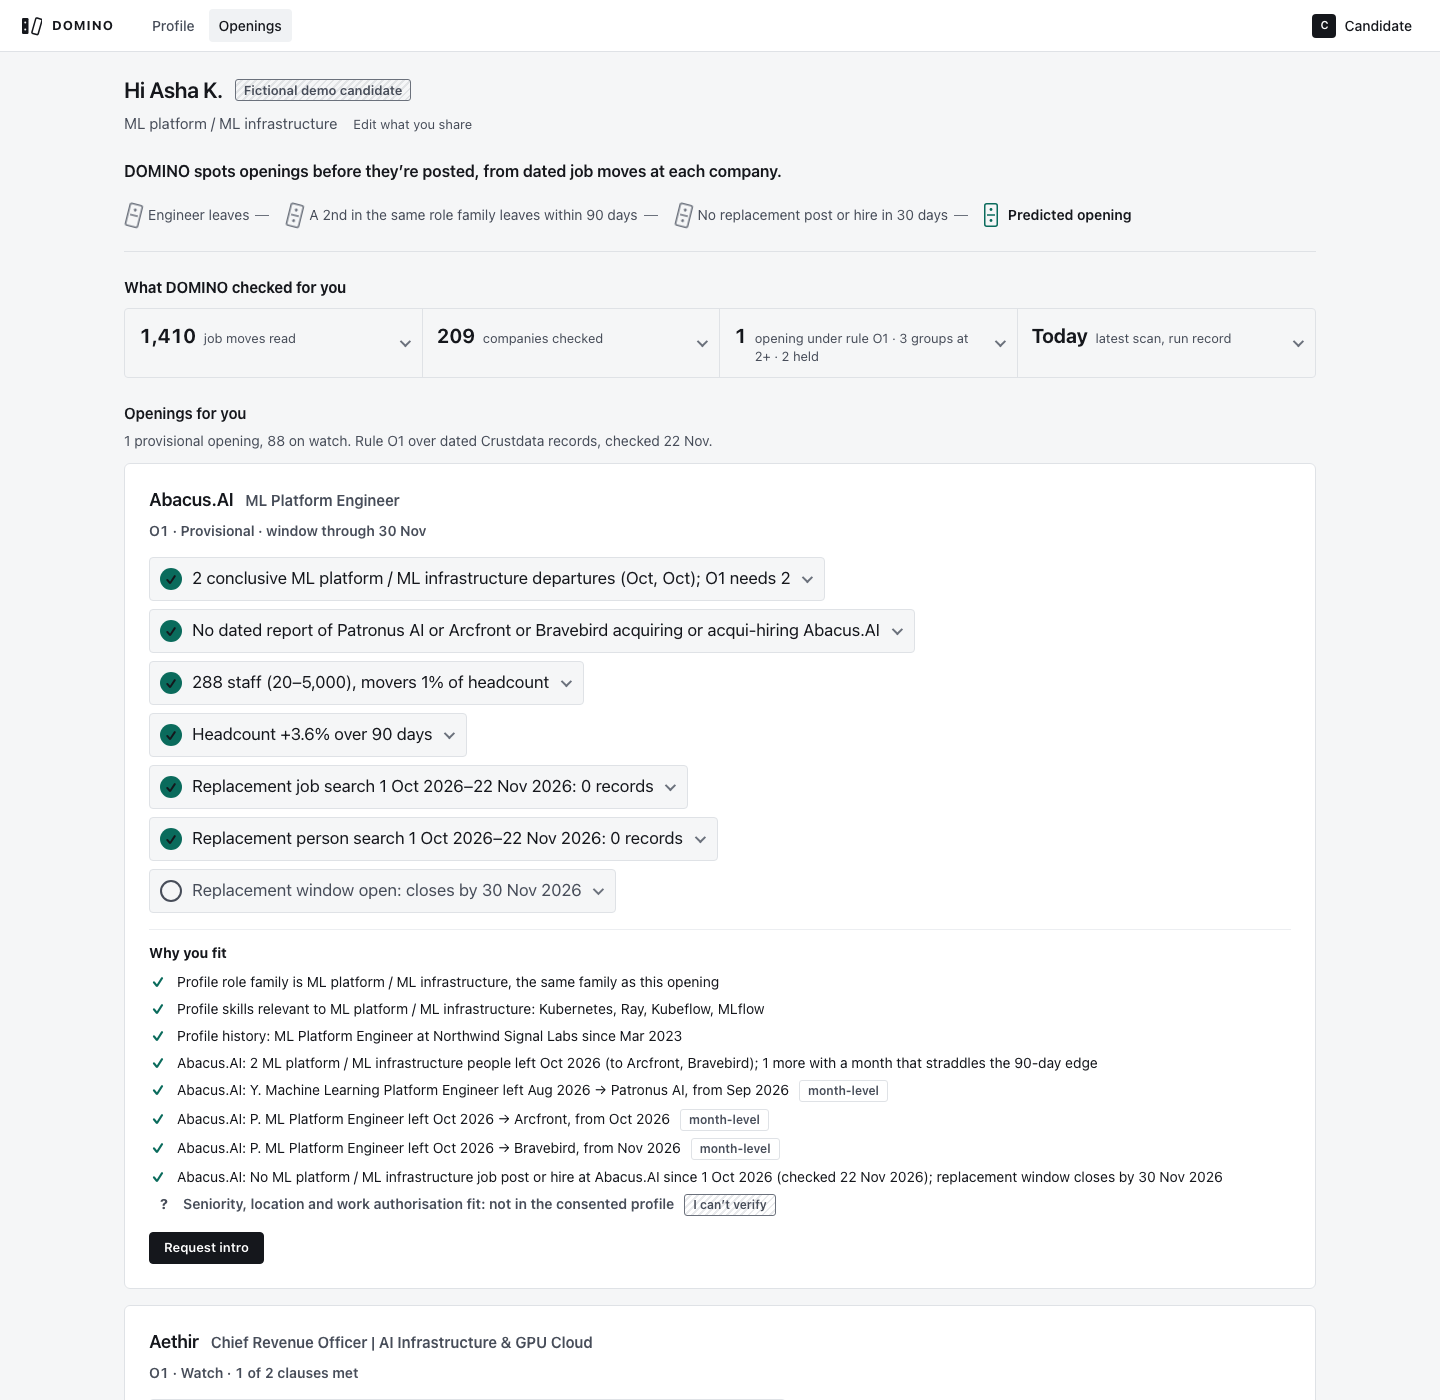 DOMINO
Profile
Openings
C
Candidate
Hi Asha K.
Fictional demo candidate
ML platform / ML infrastructure
Edit what you share
DOMINO spots openings before they're posted, from dated job moves at each company.
Engineer leaves —
A 2nd in the same role family leaves within 90 days —
No replacement post or hire in 30 days —
Predicted opening
What DOMINO checked for you
1,410 job moves read
209 companies checked
1 opening under rule O1 · 3 groups at
2+ · 2 held
Today latest scan, run record
Openings for you
1 provisional opening, 88 on watch. Rule O1 over dated Crustdata records, checked 22 Nov.
Abacus.AI ML Platform Engineer
O1 · Provisional · window through 30 Nov
2 conclusive ML platform / ML infrastructure departures (Oct, Oct); O1 needs 2
No dated report of Patronus AI or Arcfront or Bravebird acquiring or acqui-hiring Abacus.AI
288 staff (20–5,000), movers 1% of headcount
Headcount +3.6% over 90 days
Replacement job search 1 Oct 2026–22 Nov 2026: 0 records
Replacement person search 1 Oct 2026–22 Nov 2026: 0 records
Replacement window open: closes by 30 Nov 2026
Why you fit
Profile role family is ML platform / ML infrastructure, the same family as this opening
Profile skills relevant to ML platform / ML infrastructure: Kubernetes, Ray, Kubeflow, MLflow
Profile history: ML Platform Engineer at Northwind Signal Labs since Mar 2023
Abacus.AI: 2 ML platform / ML infrastructure people left Oct 2026 (to Arcfront, Bravebird); 1 more with a month that straddles the 90-day edge
Abacus.AI: Y. Machine Learning Platform Engineer left Aug 2026 → Patronus AI, from Sep 2026 month-level
Abacus.AI: P. ML Platform Engineer left Oct 2026 → Arcfront, from Oct 2026 month-level
Abacus.AI: P. ML Platform Engineer left Oct 2026 → Bravebird, from Nov 2026 month-level
Abacus.AI: No ML platform / ML infrastructure job post or hire at Abacus.AI since 1 Oct 2026 (checked 22 Nov 2026); replacement window closes by 30 Nov 2026
? Seniority, location and work authorisation fit: not in the consented profile I can't verify
Request intro
Aethir Chief Revenue Officer | AI Infrastructure & GPU Cloud
O1 · Watch · 1 of 2 clauses met